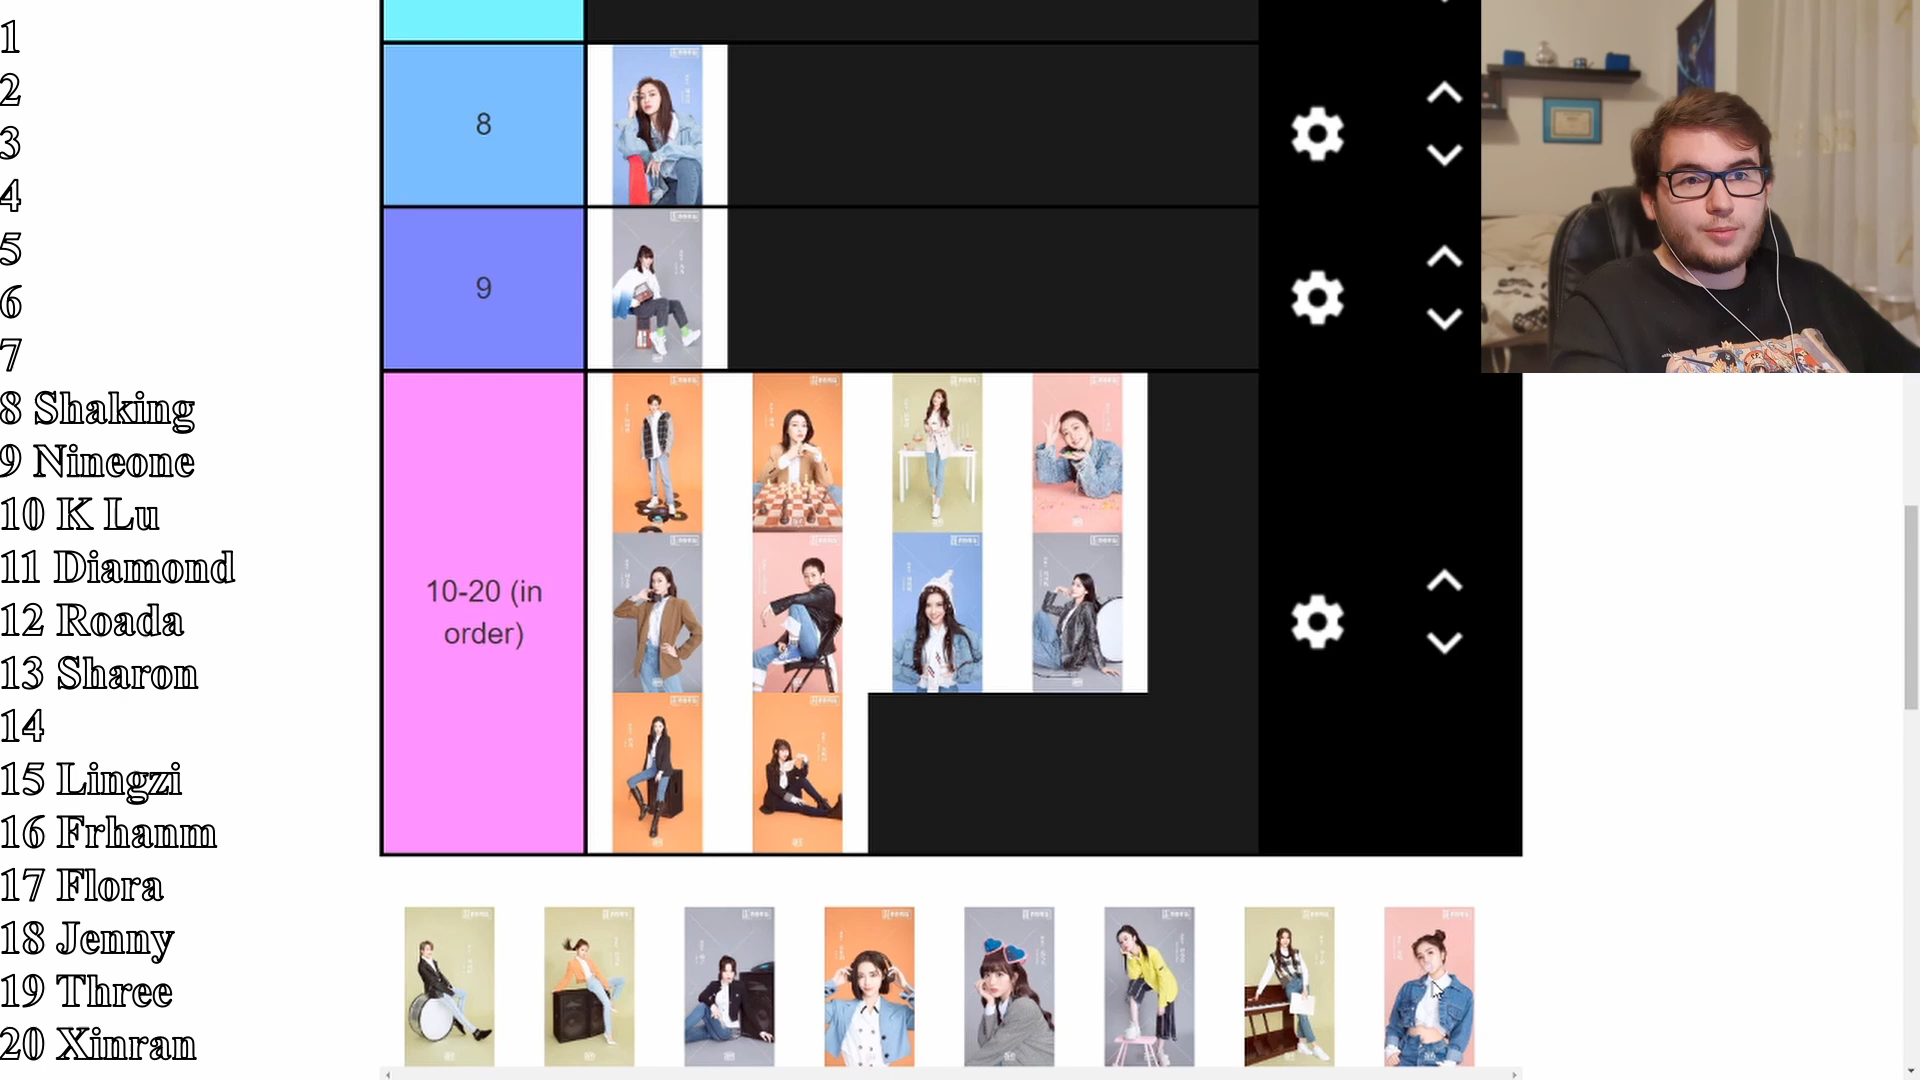 1
2
3
4
5
6
7
8 Shaking
9 Nineone
10 K Lu
11 Diamond
12 Roada
13 Sharon
14
15 Lingzi
16 Frhanm
17 Flora
18 Jenny
19 Three
20 Xinran
8
9
10-20 (in
order)